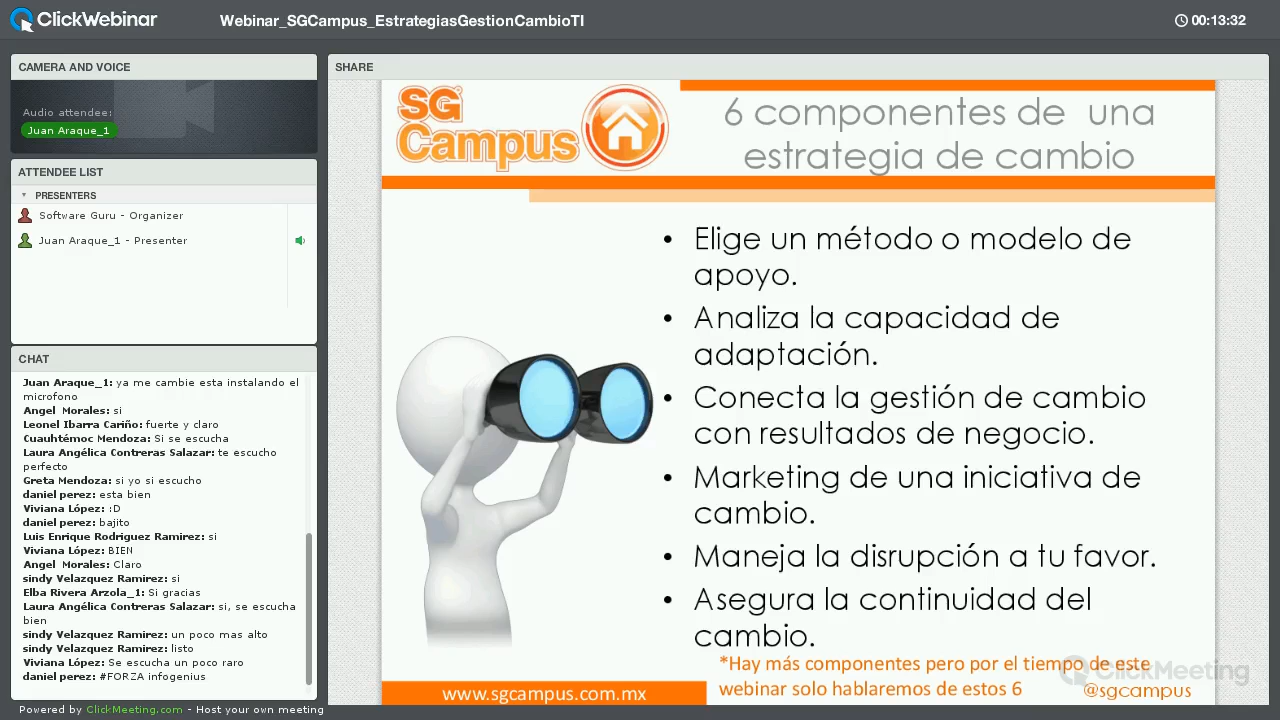 ClickWebinar
Webinar_SGCampus_EstrategiasGestionCambioTI
00:13:32
CAMERA AND VOICE
Audio attendee:
Juan Araque_1
ATTENDEE LIST
PRESENTERS
Software Guru - Organizer
Juan Araque_1 - Presenter
CHAT
Juan Araque_1: ya me cambie esta instalando el
microfono
Angel Morales: si
Leonel Ibarra Cariño: fuerte y claro
Cuauhtémoc Mendoza: Si se escucha
Laura Angélica Contreras Salazar: te escucho
perfecto
Greta Mendoza: si yo si escucho
daniel perez: esta bien
Viviana López: :D
daniel perez: bajito
Luis Enrique Rodriguez Ramirez: si
Viviana López: BIEN
Angel Morales: Claro
sindy Velazquez Ramirez: si
Elba Rivera Arzola_1: Si gracias
Laura Angélica Contreras Salazar: si, se escucha
bien
sindy Velazquez Ramirez: un poco mas alto
sindy Velazquez Ramirez: listo
Viviana López: Se escucha un poco raro
daniel perez: #FORZA infogenius
Powered by ClickMeeting.com - Host your own meeting
SHARE
SG
Campus
6 componentes de una
estrategia de cambio
• Elige un método o modelo de
apoyo.
• Analiza la capacidad de
adaptación.
• Conecta la gestión de cambio
con resultados de negocio.
• Marketing de una iniciativa de
cambio.
• Maneja la disrupción a tu favor.
• Asegura la continuidad del
cambio.
*Hay más componentes pero por el tiempo de este
webinar solo hablaremos de estos 6
www.sgcampus.com.mx
@sgcampus
ClickMeeting